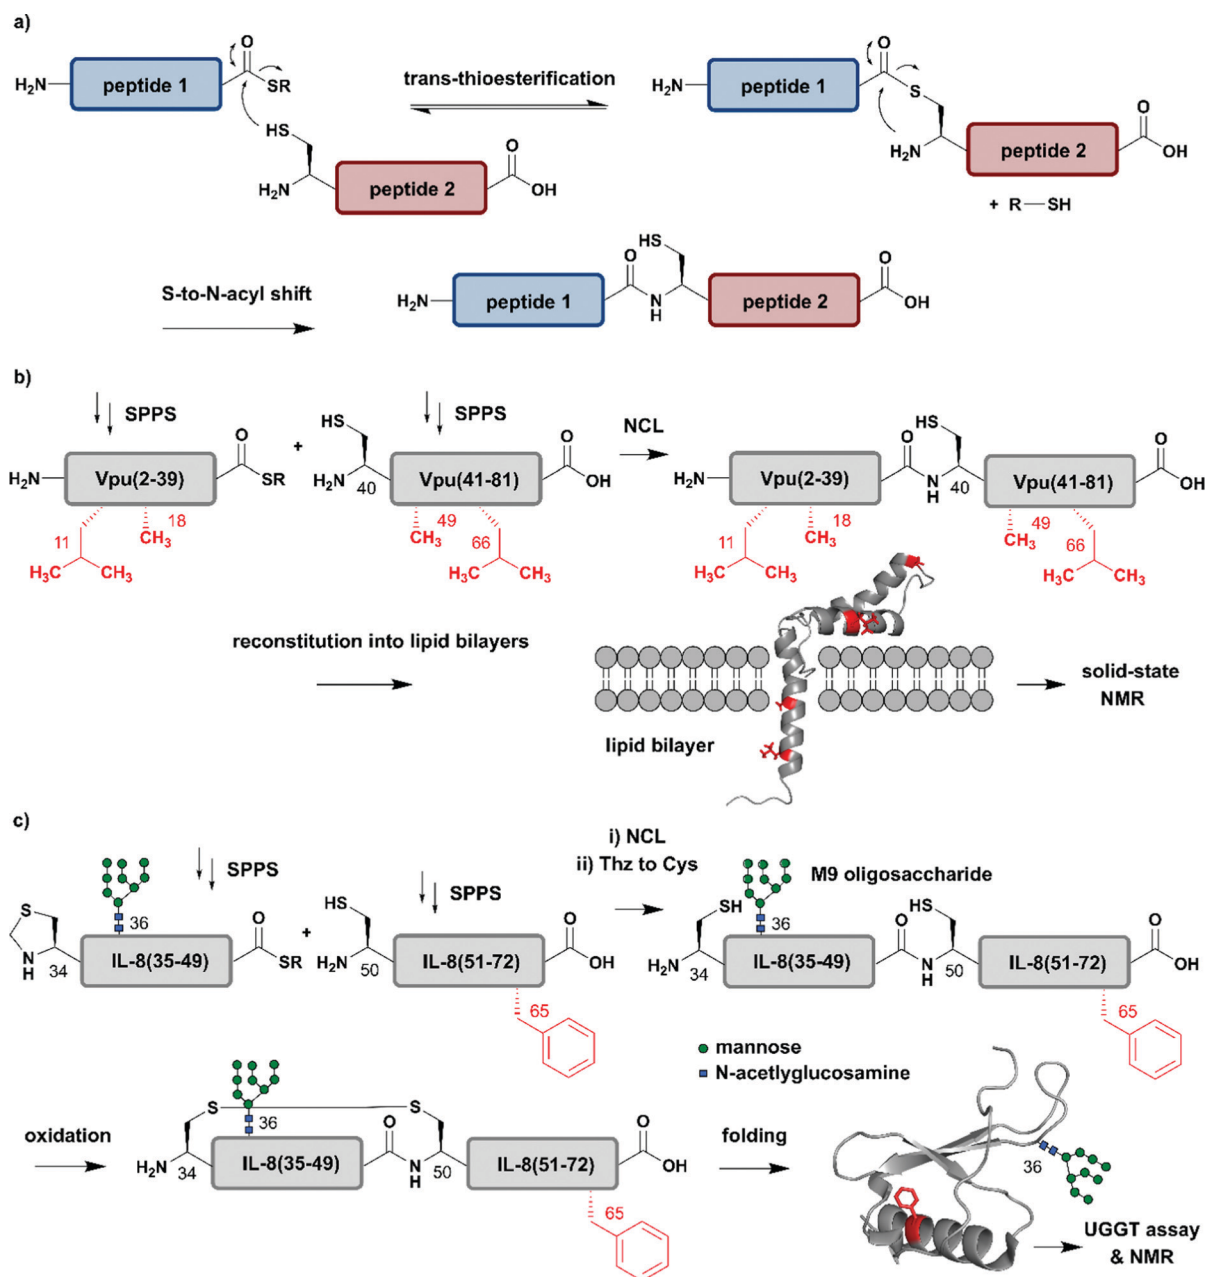 a)
H₂N
peptide 1
O
SR
trans-thioesterification
H₂N
peptide 1
O
S
HS
H₂N
peptide 2
O
OH
H₂N
peptide 2
O
OH
+ R—SH
S-to-N-acyl shift
H₂N
peptide 1
O
N
H
HS
peptide 2
O
OH
b)
SPPS
H₂N
Vpu(2-39)
O
SR
+
HS
H₂N
40
SPPS
Vpu(41-81)
O
OH
NCL
H₂N
Vpu(2-39)
O
N
H
HS
40
Vpu(41-81)
O
OH
11
18
CH₃
H₃C
CH₃
49
CH₃
66
H₃C
CH₃
11
18
CH₃
H₃C
CH₃
49
CH₃
66
H₃C
CH₃
reconstitution into lipid bilayers
lipid bilayer
solid-state
NMR
c)
S
N
H
34
36
SPPS
IL-8(35-49)
O
SR
+
HS
H₂N
50
SPPS
IL-8(51-72)
O
OH
65
i) NCL
ii) Thz to Cys
M9 oligosaccharide
SH
H₂N
34
36
IL-8(35-49)
O
N
H
HS
50
IL-8(51-72)
O
OH
65
mannose
N-acetlyglucosamine
oxidation
H₂N
34
S
36
IL-8(35-49)
O
N
H
S
50
IL-8(51-72)
O
OH
65
folding
36
UGGT assay
& NMR